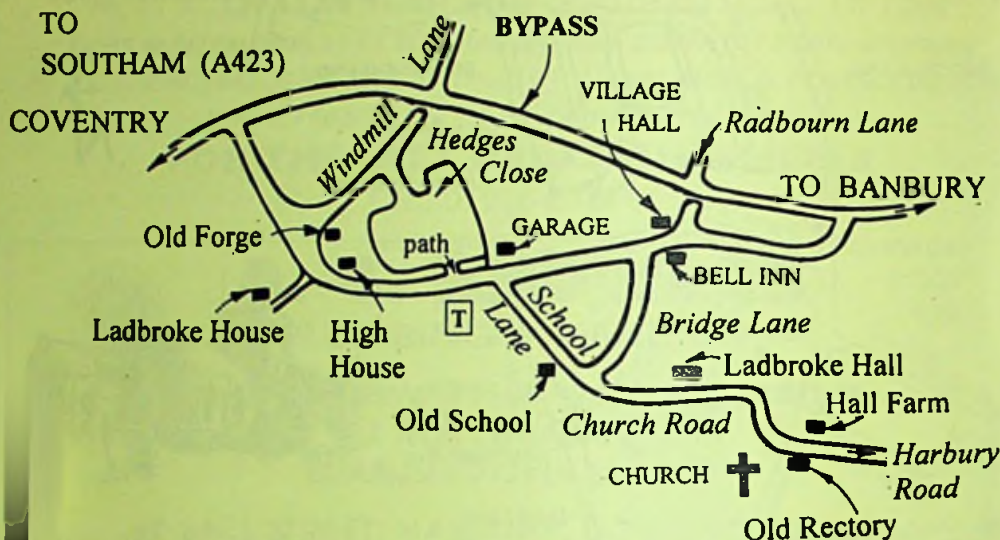 TO
SOUTHAM (A423)
COVENTRY
BYPASS
Lane
Windmill
VILLAGE
HALL
Radbourn Lane
Hedges
Close
TO BANBURY
Old Forge
path
GARAGE
BELL INN
Ladbroke House
High
House
T
School
Lane
Bridge Lane
Ladbroke Hall
Old School
Church Road
Hall Farm
Harbury
Road
CHURCH
Old Rectory